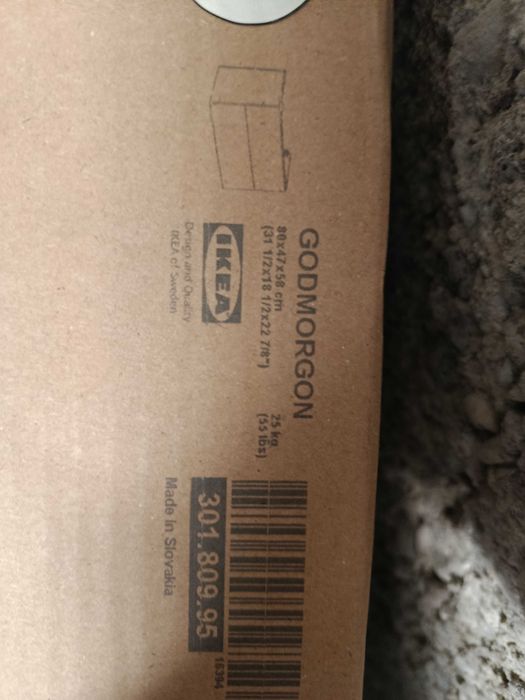 GODMORGON
80x47x58 cm
(31 1/2x18 1/2x22 7/8")
25 kg
(55 lbs)
IKEA
Design and Quality
IKEA of Sweden
301.809.95
16394
Made in Slovakia